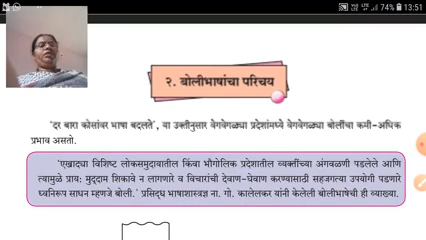 74% 13:51
२. बोलीभाषांचा परिचय
'दर बारा कोसांवर भाषा बदलते', या उक्तीनुसार वेगवेगळ्या प्रदेशांमध्ये वेगवेगळ्या बोलींचा कमी-अधिक
प्रभाव असतो.
'एखाद्या विशिष्ट लोकसमुदायातील किंवा भौगोलिक प्रदेशातील व्यक्तींच्या अंगवळणी पडलेले आणि
त्यामुळे प्राय: मुद्दाम शिकावे न लागणारे व विचारांची देवाण-घेवाण करण्यासाठी सहजगत्या उपयोगी पडणारे
ध्वनिरूप साधन म्हणजे बोली.' प्रसिद्ध भाषाशास्त्रज्ञ ना. गो. कालेलकर यांनी केलेली बोलीभाषेची ही व्याख्या.